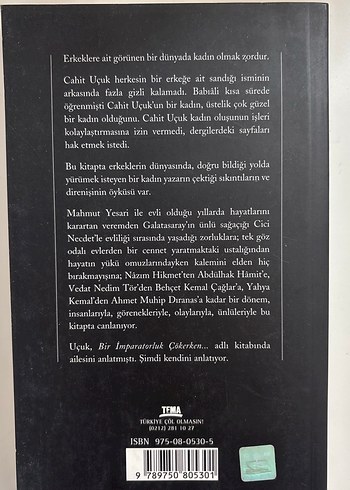 Erkeklere ait görünen bir dünyada kadın olmak zordur.
Cahit Uçuk herkesin bir erkeğe ait sandığı isminin
arkasında fazla gizli kalamadı. Babıâli kısa sürede
öğrenmişti Cahit Uçuk'un bir kadın, üstelik çok güzel
bir kadın olduğunu. Cahit Uçuk kadın oluşunun işleri
kolaylaştırmasına izin vermedi, dergilerdeki sayfaları
hak etmek istedi.
Bu kitapta erkeklerin dünyasında, doğru bildiği yolda
yürümek isteyen bir kadın yazarın çektiği sıkıntıların ve
direnişinin öyküsü var.
Mahmut Yesari ile evli olduğu yıllarda hayatlarını
karartan veremden Galatasaray'ın ünlü sağaçığı Cici
Necdet'le evliliği sırasında yaşadığı zorluklara; tek göz
odalı evlerden bir cennet yaratmaktaki ustalığından
hayatın yükü omuzlarındayken kalemini elden hiç
bırakmayışına; Nâzım Hikmet'ten Abdülhak Hâmit'e,
Vedat Nedim Tör'den Behçet Kemal Çağlar'a, Yahya
Kemal'den Ahmet Muhip Dıranas'a kadar bir dönem,
insanlarıyla, görenekleriyle, olaylarıyla, ünlüleriyle bu
kitapta canlanıyor.
Uçuk, Bir İmparatorluk Çökerken... adlı kitabında
ailesini anlatmıştı. Şimdi kendini anlatıyor.
TEMA
TÜRKİYE ÇÖL OLMASIN!
(0212) 281 10 27
ISBN 975-08-0530-5
9 789750 805301